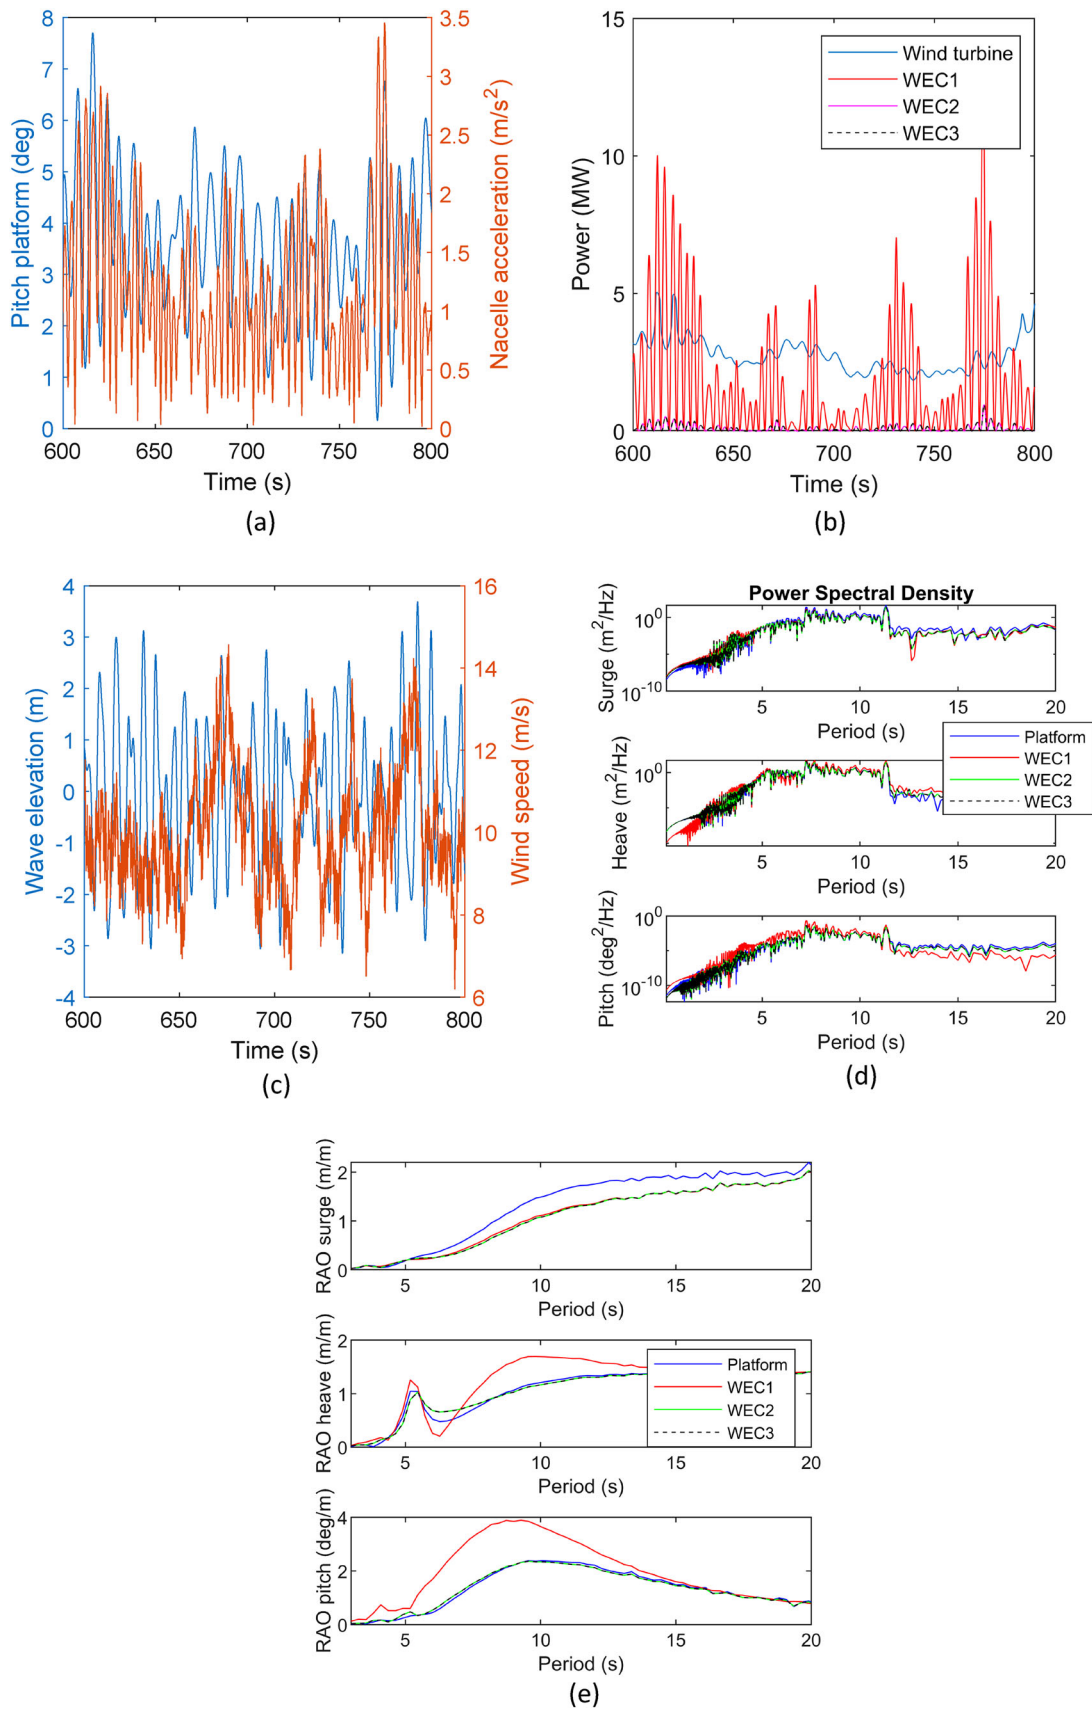 8
7
6
5
4
3
2
1
0
Pitch platform (deg)
3.5
3
2.5
2
1.5
1
0.5
0
Nacelle acceleration (m/s²)
600 650 700 750 800
Time (s)
(a)
15
10
5
0
Power (MW)
Wind turbine
WEC1
WEC2
WEC3
600 650 700 750 800
Time (s)
(b)
4
3
2
1
0
-1
-2
-3
-4
Wave elevation (m)
16
14
12
10
8
6
Wind speed (m/s)
600 650 700 750 800
Time (s)
(c)
Power Spectral Density
Surge (m²/Hz)
10⁰
10⁻¹⁰
5 10 15 20
Period (s)
Platform
WEC1
WEC2
WEC3
Heave (m²/Hz)
10⁰
5 10 15 20
Period (s)
Pitch (deg²/Hz)
10⁰
10⁻¹⁰
5 10 15 20
Period (s)
(d)
RAO surge (m/m)
2
1
0
5 10 15 20
Period (s)
RAO heave (m/m)
2
1
0
Platform
WEC1
WEC2
WEC3
5 10 15 20
Period (s)
RAO pitch (deg/m)
4
2
0
5 10 15 20
Period (s)
(e)